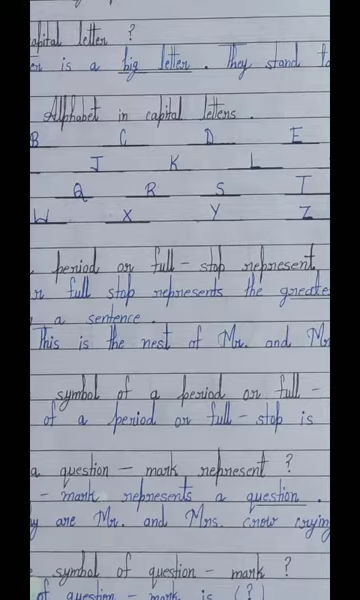 capital letter ?
er is a big letter . They stand to
Alphabet in capital letters .
B C D E
J K L
Q R S T
W X Y Z
period or full - stop represent
r full stop represents the greate
a sentence .
This is the nest of Mr. and Mr
symbol of a period or full -
of a period or full - stop is
a question - mark represent ?
- mark represents a question .
y are Mr. and Mrs. crow crying
e symbol of question - mark ?
of question - mark is ( ? )